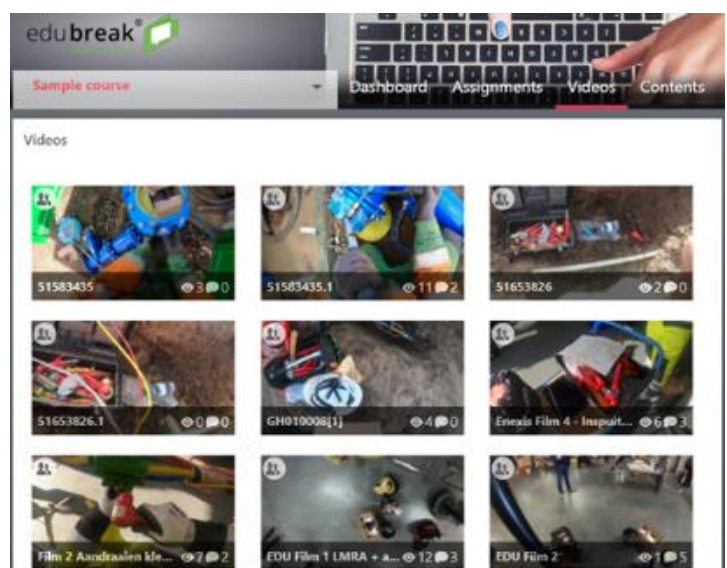 edubreak®
Sample course
Dashboard Assignments Videos Contents
Videos
51583435 3 0
51583435.1 11 2
51653826 2 0
51653826.1 0 0
GH010008[1] 4 0
Enexis Film 4 - Inspuit... 6 3
Film 2 Aandraaien kle... 7 2
EDU Film 1 LMRA + a... 12 3
EDU Film 2 1 5